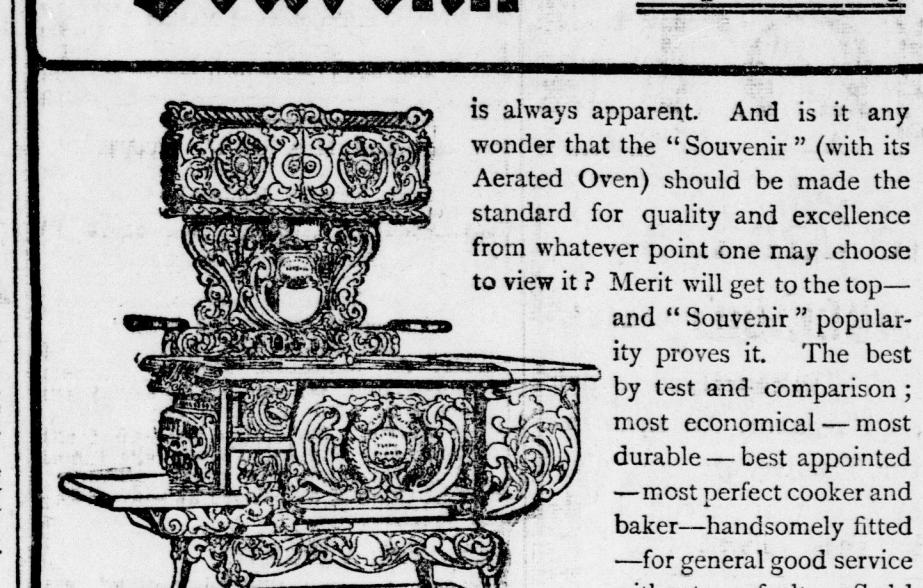 is always apparent. And is it any
wonder that the “Souvenir” (with its
Aerated Oven) should be made the
standard for quality and excellence
from whatever point one may choose
to view it? Merit will get to the top—
and “Souvenir” popular-
ity proves it. The best
by test and comparison;
most economical — most
durable — best appointed
—most perfect cooker and
baker—handsomely fitted
—for general good service